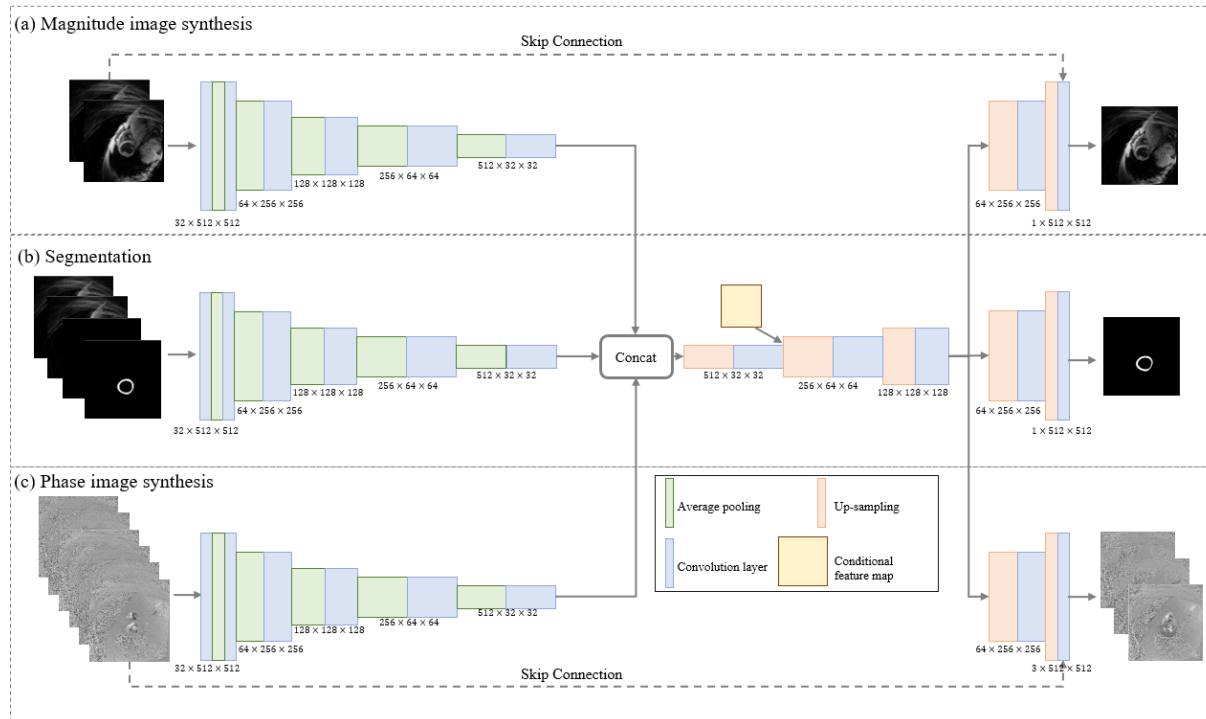 (a) Magnitude image synthesis
Skip Connection
32 × 512 × 512
64 × 256 × 256
128 × 128 × 128
256 × 64 × 64
512 × 32 × 32
64 × 256 × 256
1 × 512 × 512
(b) Segmentation
32 × 512 × 512
64 × 256 × 256
128 × 128 × 128
256 × 64 × 64
512 × 32 × 32
Concat
512 × 32 × 32
256 × 64 × 64
128 × 128 × 128
64 × 256 × 256
1 × 512 × 512
(c) Phase image synthesis
32 × 512 × 512
64 × 256 × 256
128 × 128 × 128
256 × 64 × 64
512 × 32 × 32
Average pooling
Up-sampling
Convolution layer
Conditional
feature map
64 × 256 × 256
3 × 512 × 512
Skip Connection